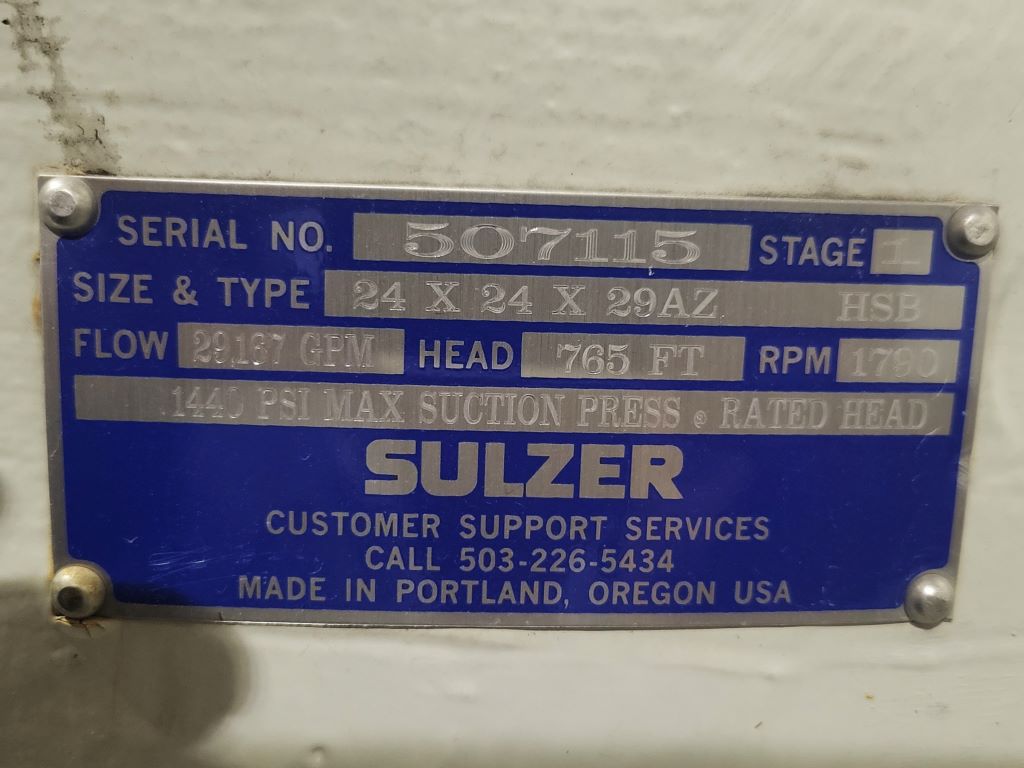 SERIAL NO. 507115 STAGE 1
SIZE & TYPE 24 X 24 X 29AZ HSB
FLOW 29,167 GPM HEAD 765 FT RPM 1790
1440 PSI MAX SUCTION PRESS @ RATED HEAD
SULZER
CUSTOMER SUPPORT SERVICES
CALL 503-226-5434
MADE IN PORTLAND, OREGON USA